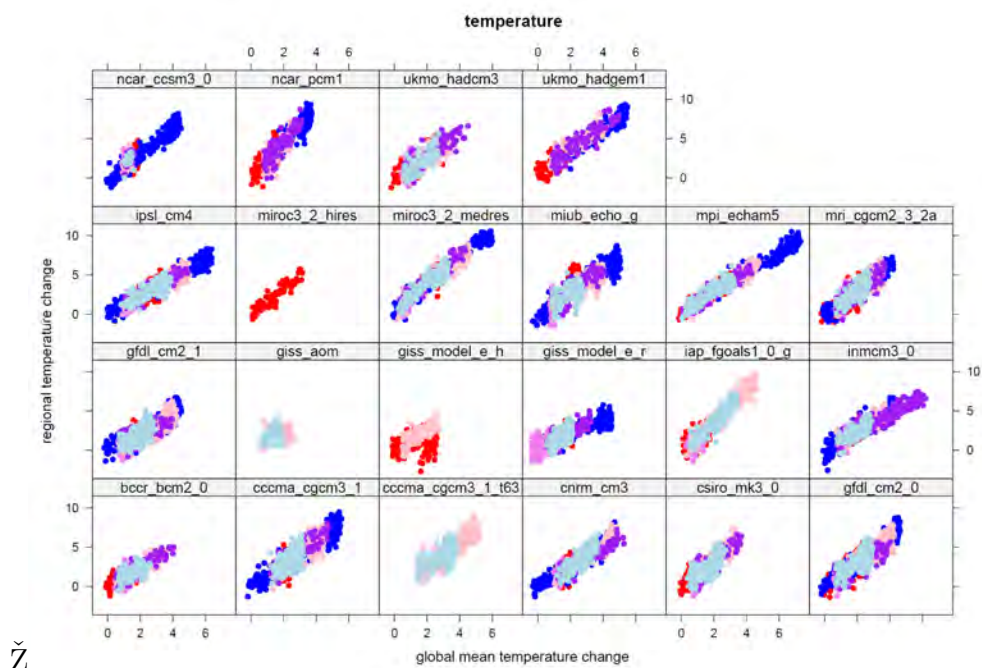 temperature
0 2 4 6 0 2 4 6
ncar_ccsm3_0 ncar_pcm1 ukmo_hadcm3 ukmo_hadgem1
10
5
0
ipsl_cm4 miroc3_2_hires miroc3_2_medres miub_echo_g mpi_echam5 mri_cgcm2_3_2a
10
5
0
regional temperature change
gfdl_cm2_1 giss_aom giss_model_e_h giss_model_e_r iap_fgoals1_0_g inmcm3_0
10
5
0
bccr_bcm2_0 cccma_cgcm3_1 cccma_cgcm3_1_t63 cnrm_cm3 csiro_mk3_0 gfdl_cm2_0
10
5
0
0 2 4 6 0 2 4 6 0 2 4 6
global mean temperature change
Ž